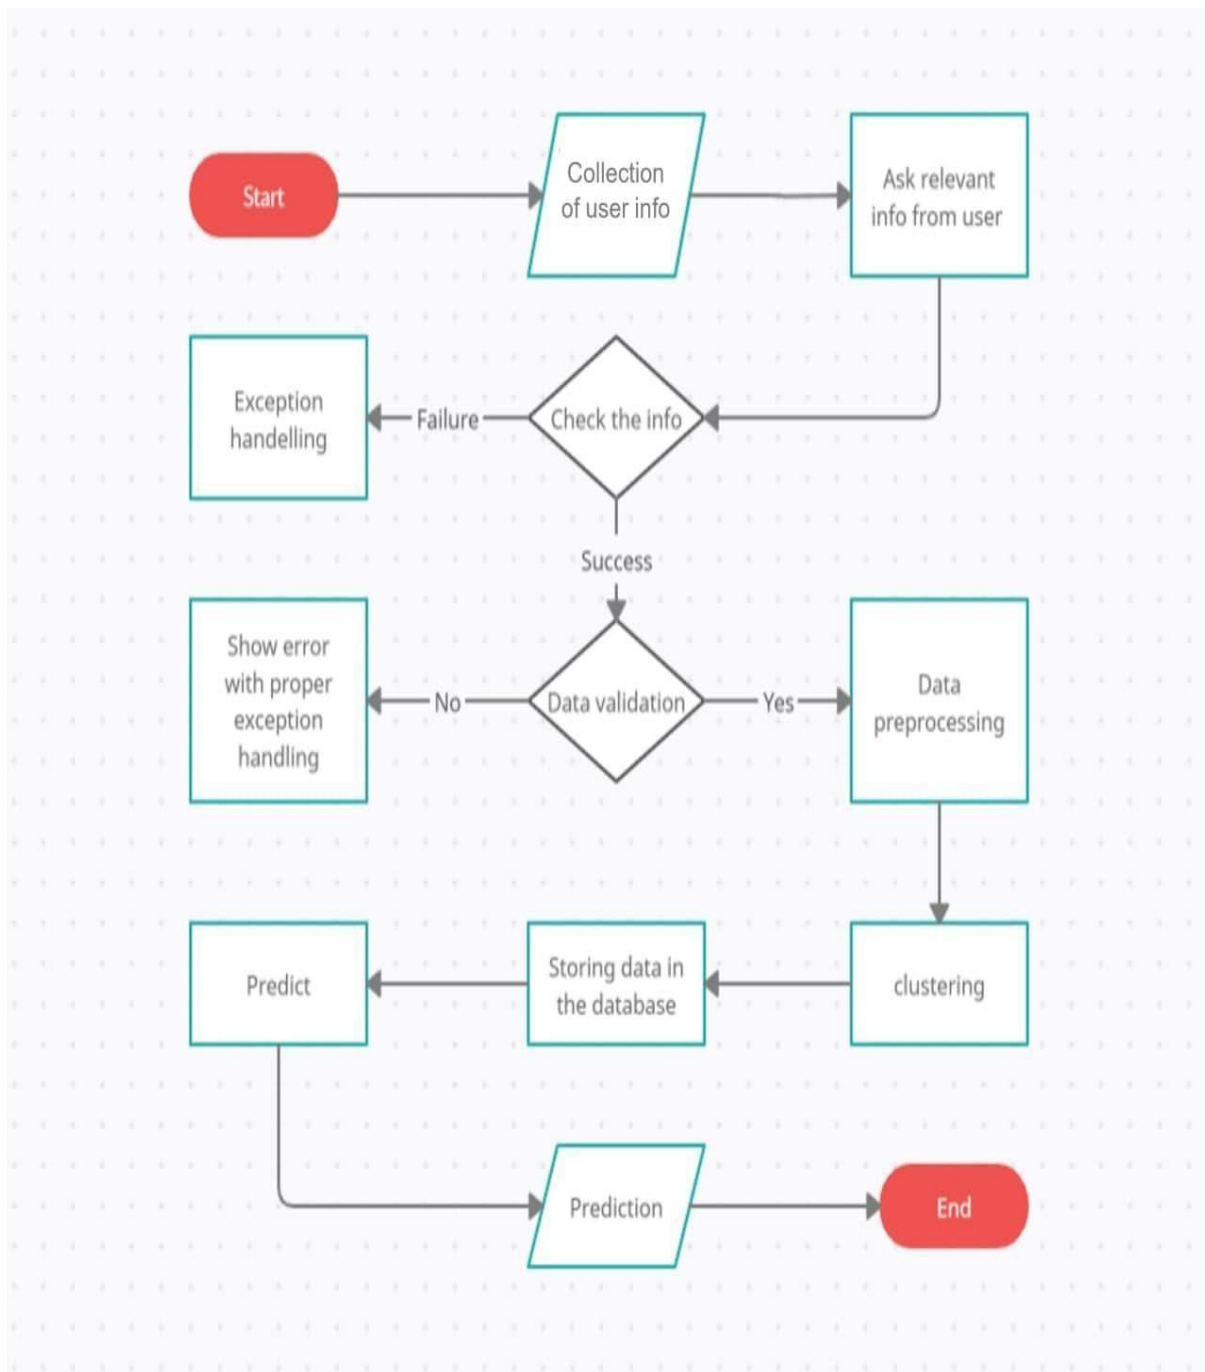 Start
Collection
of user info
Ask relevant
info from user
Exception
handelling
Failure
Check the info
Success
Show error
with proper
exception
handling
No
Data validation
Yes
Data
preprocessing
Predict
Storing data in
the database
clustering
Prediction
End